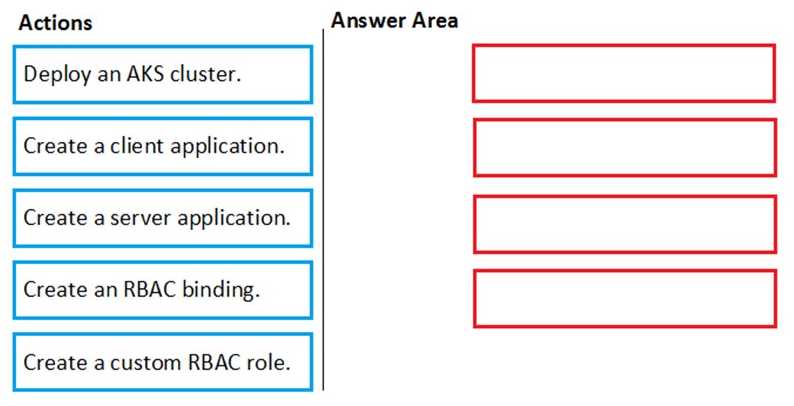 Actions
Answer Area
Deploy an AKS cluster.
Create a client application.
Create a server application.
Create an RBAC binding.
Create a custom RBAC role.